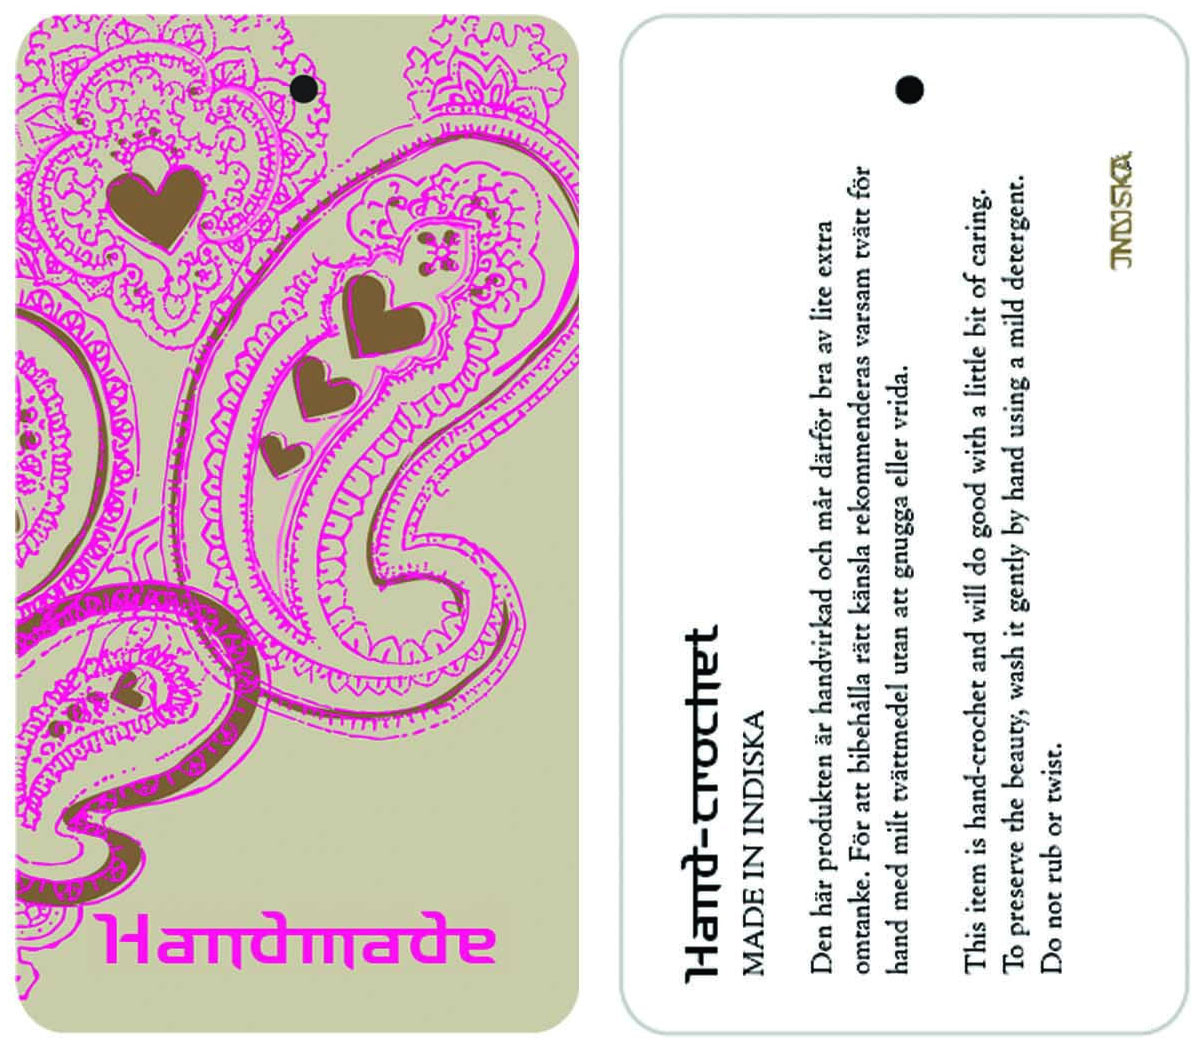 Handmade
Hand-crochet
MADE IN INDISKA
Den här produkten är handvirkad och mår därför bra av lite extra
omtanke. För att bibehålla rätt känsla rekommenderas varsam tvätt för
hand med milt tvättmedel utan att gnugga eller vrida.
This item is hand-crochet and will do good with a little bit of caring.
To preserve the beauty, wash it gently by hand using a mild detergent.
Do not rub or twist.
INDISKA